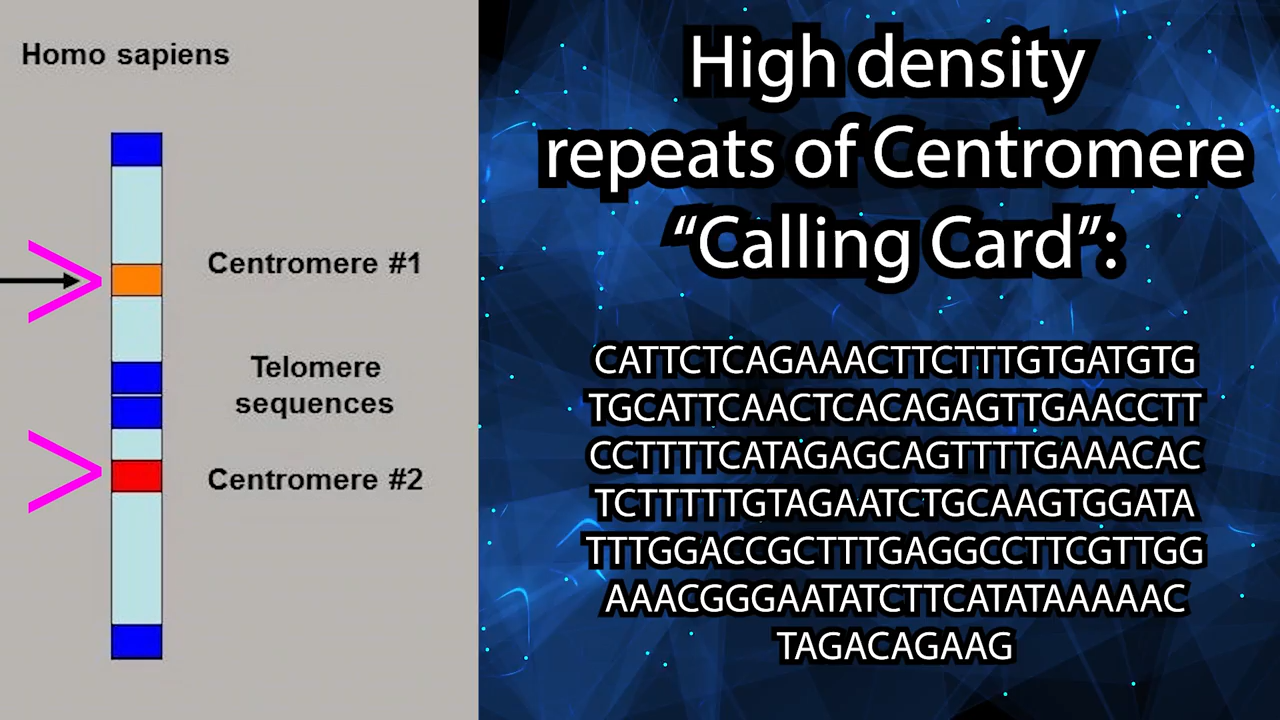 Homo sapiens
Centromere #1
Telomere
sequences
Centromere #2
High density
repeats of Centromere
“Calling Card”:
CATTCTCAGAAACTTCTTTGTGATGTG
TGCATTCAACTCACAGAGTTGAACCTT
CCTTTTCATAGAGCAGTTTTGAAACAC
TCTTTTTGTAGAATCTGCAAGTGGATA
TTTGGACCGCTTTGAGGCCTTCGTTGG
AAACGGGAATATCTTCATATAAAAAC
TAGACAGAAG